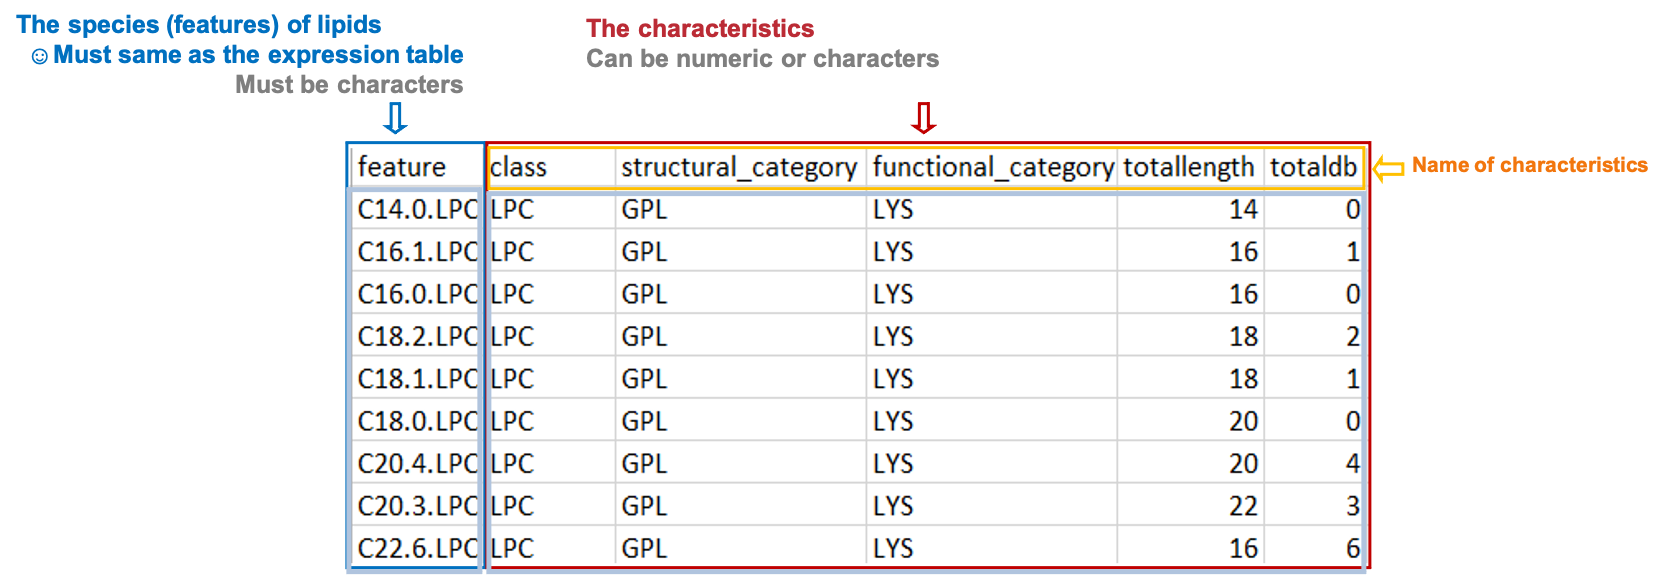 The species (features) of lipids
☺Must same as the expression table
Must be characters
The characteristics
Can be numeric or characters
feature class structural_category functional_category totallength totaldb
Name of characteristics
C14.0.LPC LPC GPL LYS 14 0
C16.1.LPC LPC GPL LYS 16 1
C16.0.LPC LPC GPL LYS 16 0
C18.2.LPC LPC GPL LYS 18 2
C18.1.LPC LPC GPL LYS 18 1
C18.0.LPC LPC GPL LYS 20 0
C20.4.LPC LPC GPL LYS 20 4
C20.3.LPC LPC GPL LYS 22 3
C22.6.LPC LPC GPL LYS 16 6